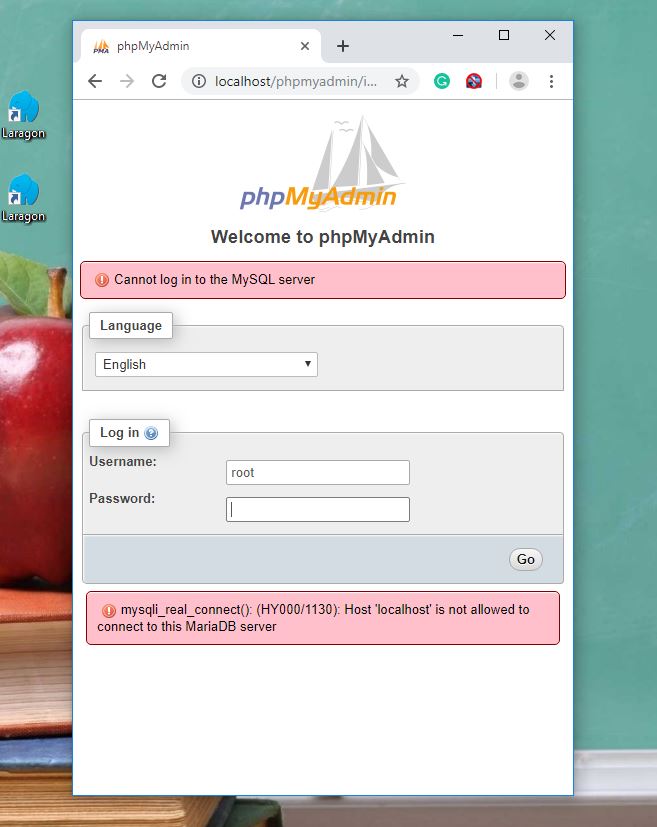 phpMyAdmin
localhost/phpmyadmin/i...
Laragon
Laragon
phpMyAdmin
Welcome to phpMyAdmin
Cannot log in to the MySQL server
Language
English
Log in
Username:
root
Password:
Go
mysqli_real_connect(): (HY000/1130): Host 'localhost' is not allowed to
connect to this MariaDB server